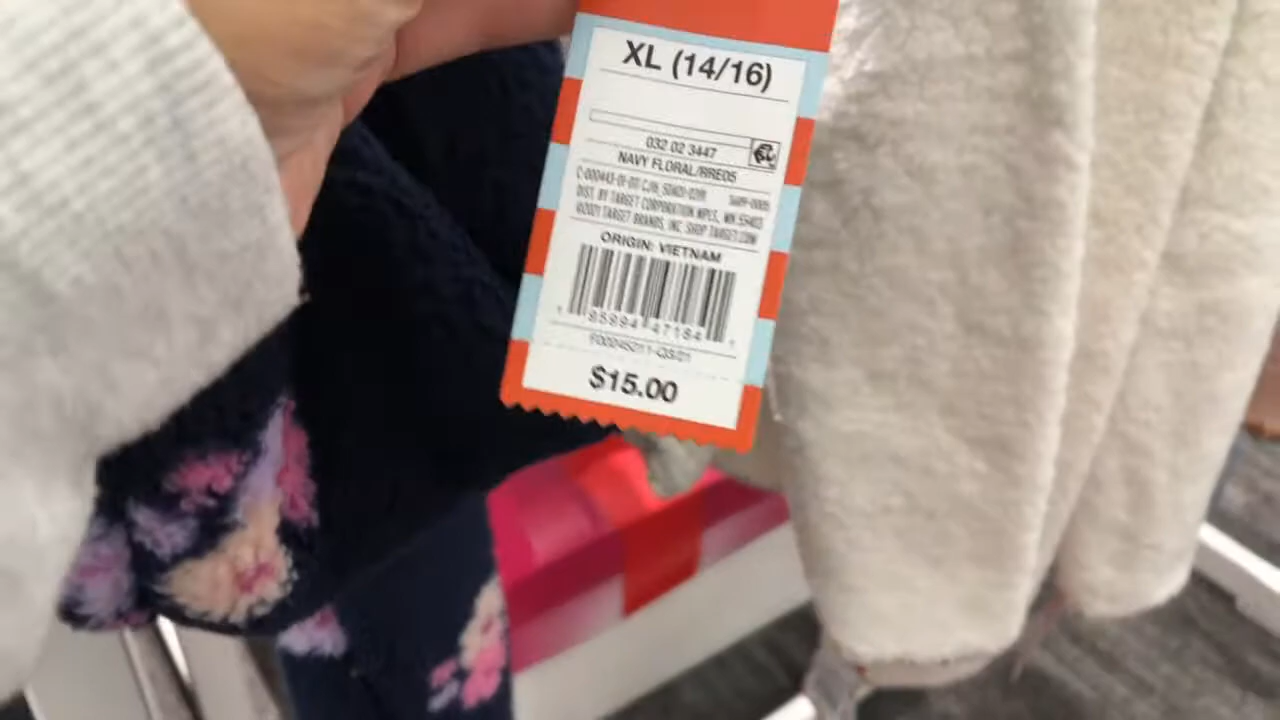 XL (14/16)
032 02 3447
NAVY FLORAL/BREDS
DIST. BY TARGET CORPORATION MPLS, MN 55403
©2021 TARGET BRANDS, INC. SHOP TARGET.COM
ORIGIN: VIETNAM
$15.00